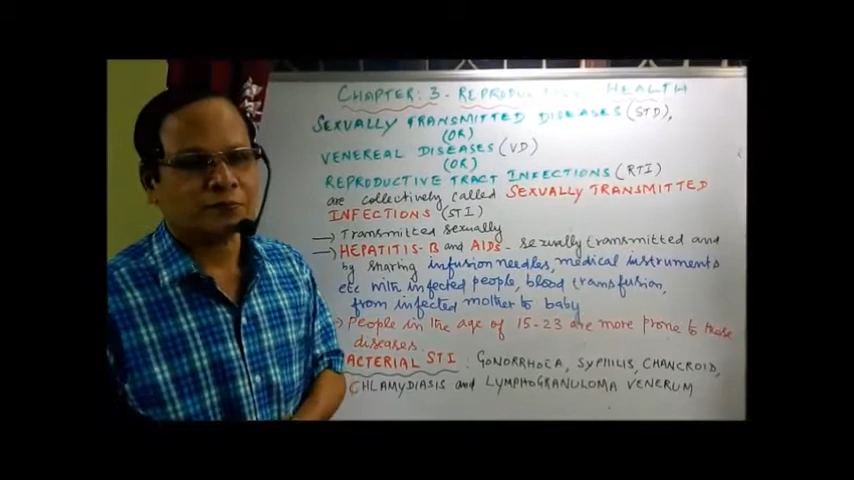 CHAPTER: 3 - REPRODUCTIVE HEALTH
SEXUALLY TRANSMITTED DISEASES (STD),
(OR)
VENEREAL DISEASES (VD)
(OR)
REPRODUCTIVE TRACT INFECTIONS (RTI)
are collectively called SEXUALLY TRANSMITTED
INFECTIONS (STI)
→ Transmitted sexually
→ HEPATITIS-B and AIDS - sexually transmitted and
by sharing infusion needles, medical instruments
etc with infected people, blood transfusion,
from infected mother to baby
People in the age of 15-23 are more prone to these
diseases.
BACTERIAL STI : GONORRHOEA, SYPHILIS, CHANCROID,
CHLAMYDIASIS and LYMPHOGRANULOMA VENERUM